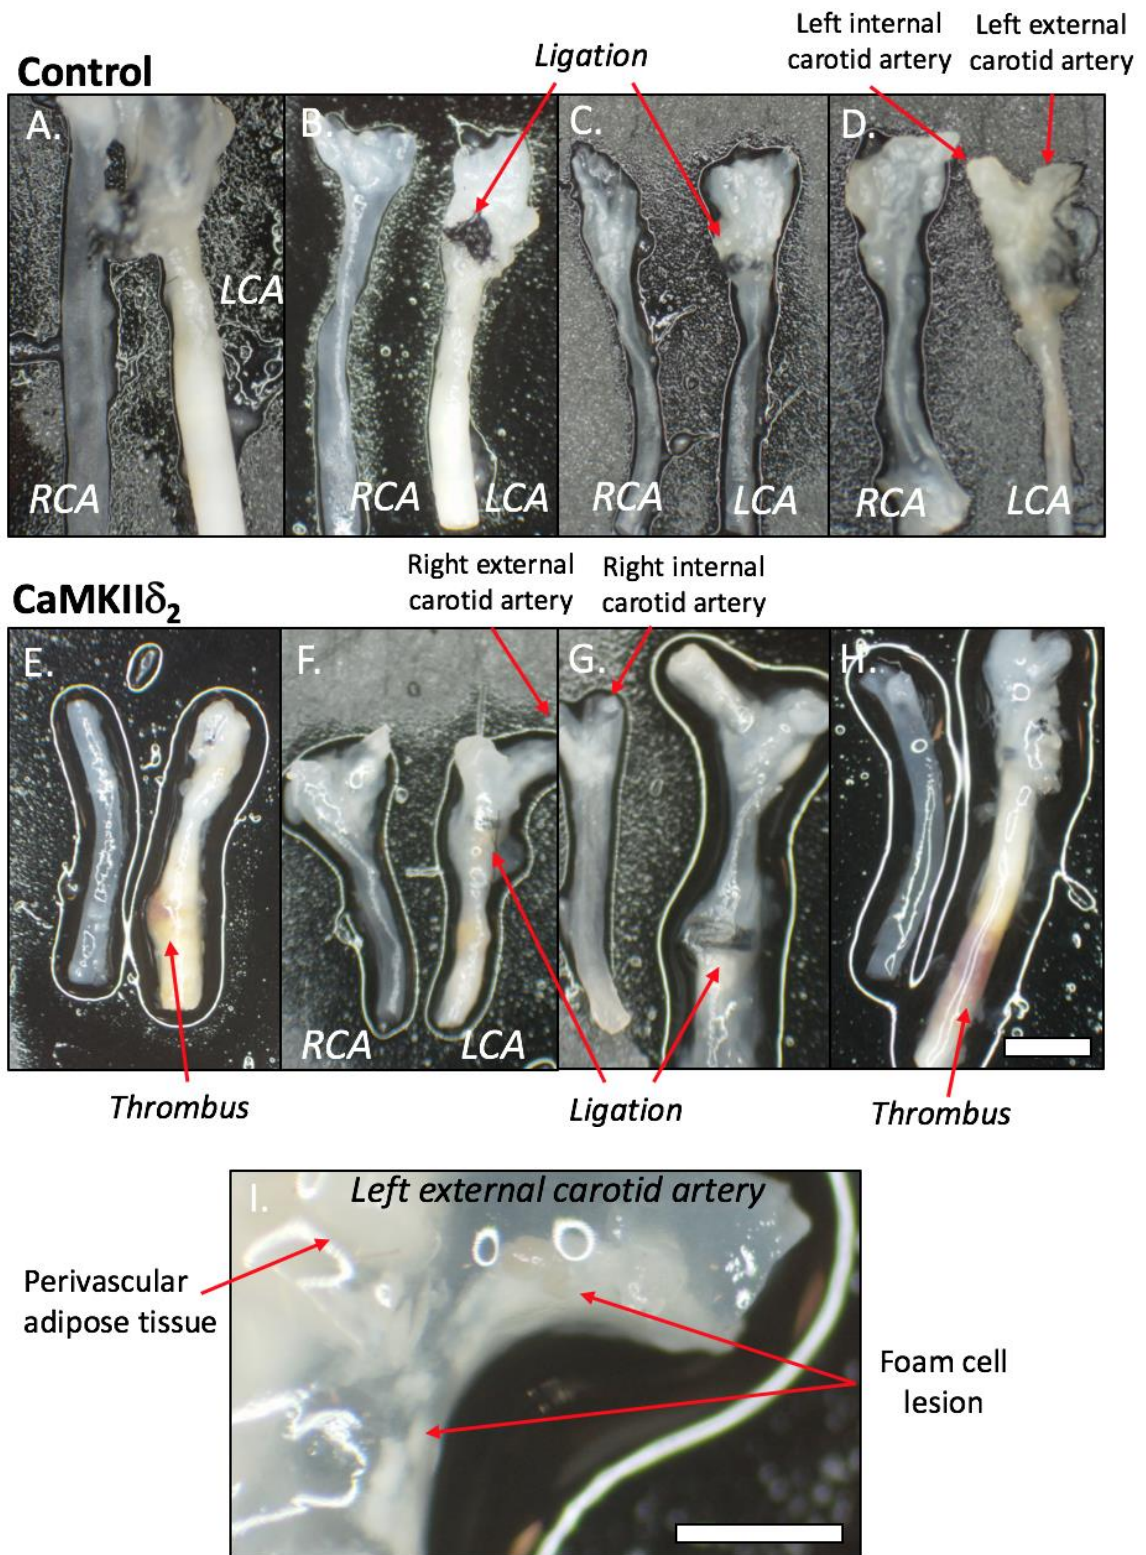 Left internal
carotid artery
Left external
carotid artery
Ligation
Control
A.
B.
C.
D.
LCA
RCA
RCA
LCA
RCA
LCA
RCA
LCA
Right external
carotid artery
Right internal
carotid artery
CaMKIIδ₂
E.
F.
G.
H.
RCA
LCA
Thrombus
Ligation
Thrombus
I.
Left external carotid artery
Perivascular
adipose tissue
Foam cell
lesion